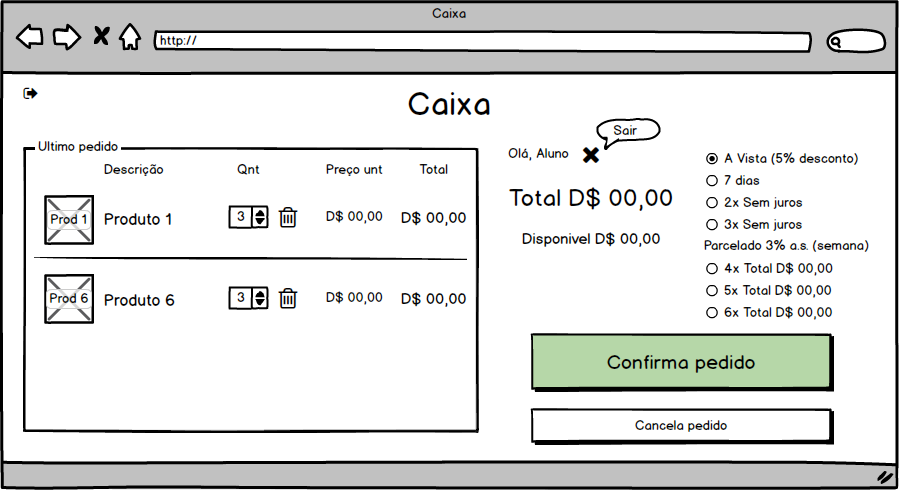 Caixa
http://
Caixa
Ultimo pedido
Descrição Qnt Preço unt Total
Prod 1 Produto 1 3 D$ 00,00 D$ 00,00
Prod 6 Produto 6 3 D$ 00,00 D$ 00,00
Sair
Olá, Aluno
Total D$ 00,00
Disponivel D$ 00,00
A Vista (5% desconto)
7 dias
2x Sem juros
3x Sem juros
Parcelado 3% a.s. (semana)
4x Total D$ 00,00
5x Total D$ 00,00
6x Total D$ 00,00
Confirma pedido
Cancela pedido